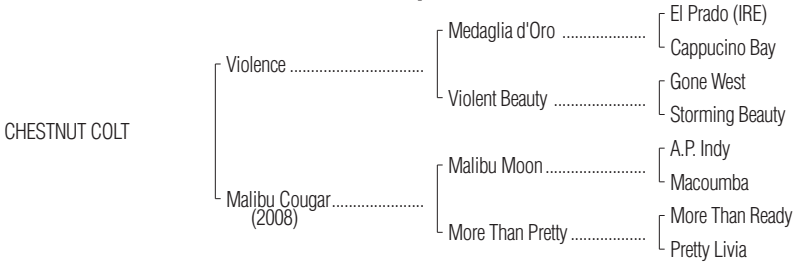 El Prado (IRE)
Medaglia d'Oro ....................
Cappucino Bay
Violence ................................
Gone West
Violent Beauty ......................
Storming Beauty
CHESTNUT COLT
A.P. Indy
Malibu Moon ........................
Macoumba
Malibu Cougar......................
(2008)
More Than Ready
More Than Pretty ..................
Pretty Livia